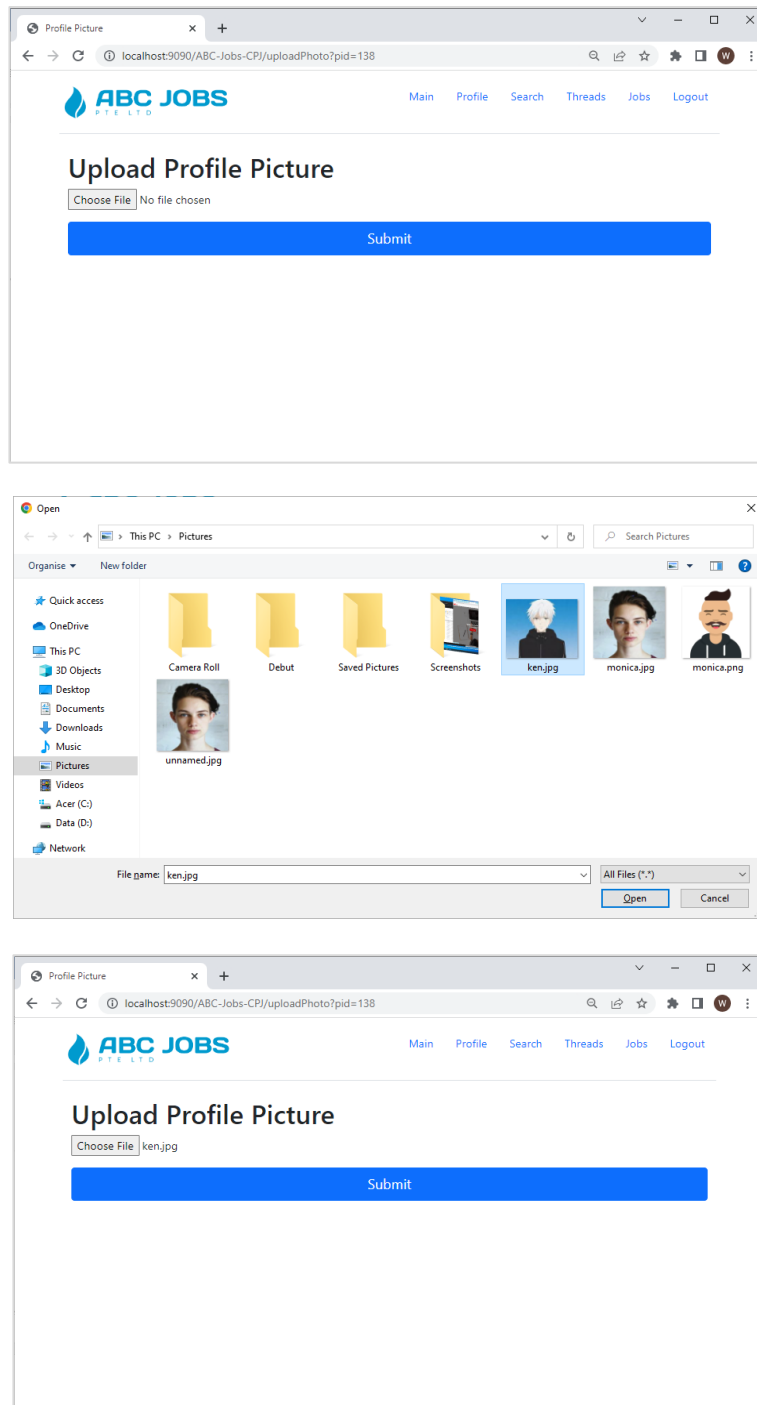 Profile Picture
localhost:9090/ABC-Jobs-CPJ/uploadPhoto?pid=138
W
ABC JOBS
PTE LTD
Main Profile Search Threads Jobs Logout
Upload Profile Picture
Choose File No file chosen
Submit
Open
This PC > Pictures
Search Pictures
Organise New folder
Quick access
OneDrive
This PC
3D Objects
Desktop
Documents
Downloads
Music
Pictures
Videos
Acer (C:)
Data (D:)
Network
Camera Roll Debut Saved Pictures Screenshots ken.jpg monica.jpg monica.png
unnamed.jpg
File name: ken.jpg
All Files (*.*)
Open Cancel
Profile Picture
localhost:9090/ABC-Jobs-CPJ/uploadPhoto?pid=138
W
ABC JOBS
PTE LTD
Main Profile Search Threads Jobs Logout
Upload Profile Picture
Choose File ken.jpg
Submit